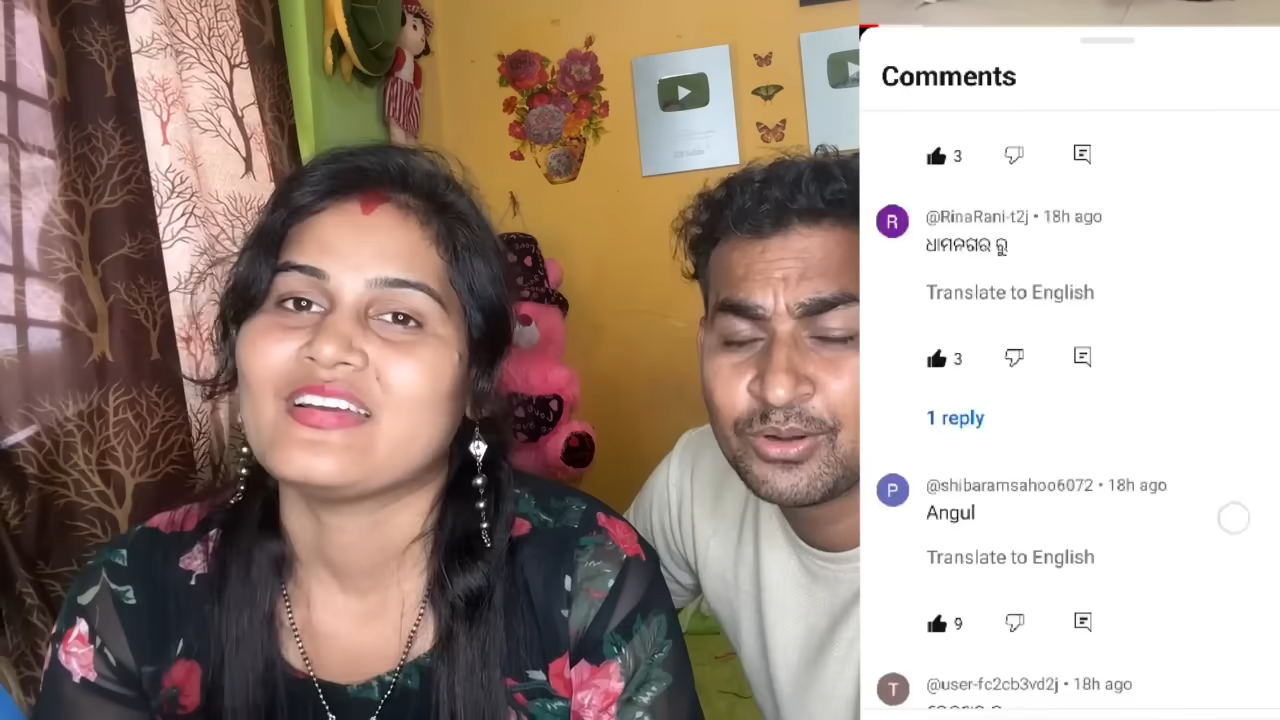 Comments
3
@RinaRani-t2j • 18h ago
ଧାମନଗର ରୁ
Translate to English
3
1 reply
@shibaramsahoo6072 • 18h ago
Angul
Translate to English
9
@user-fc2cb3vd2j • 18h ago
R
P
T